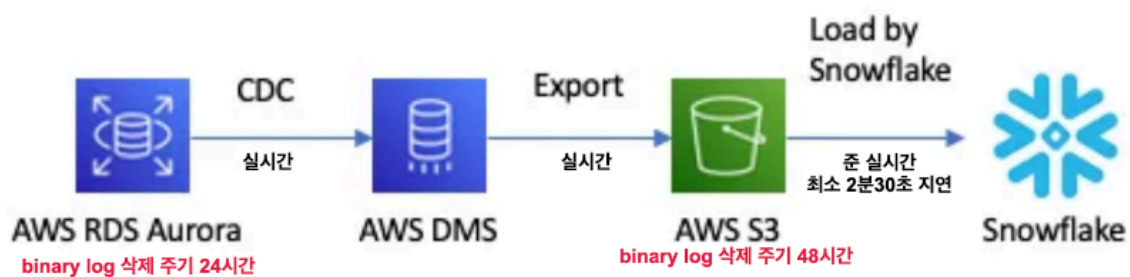 Load by
Snowflake
CDC
Export
실시간
실시간
준 실시간
최소 2분30초 지연
AWS RDS Aurora
AWS DMS
AWS S3
Snowflake
binary log 삭제 주기 24시간
binary log 삭제 주기 48시간